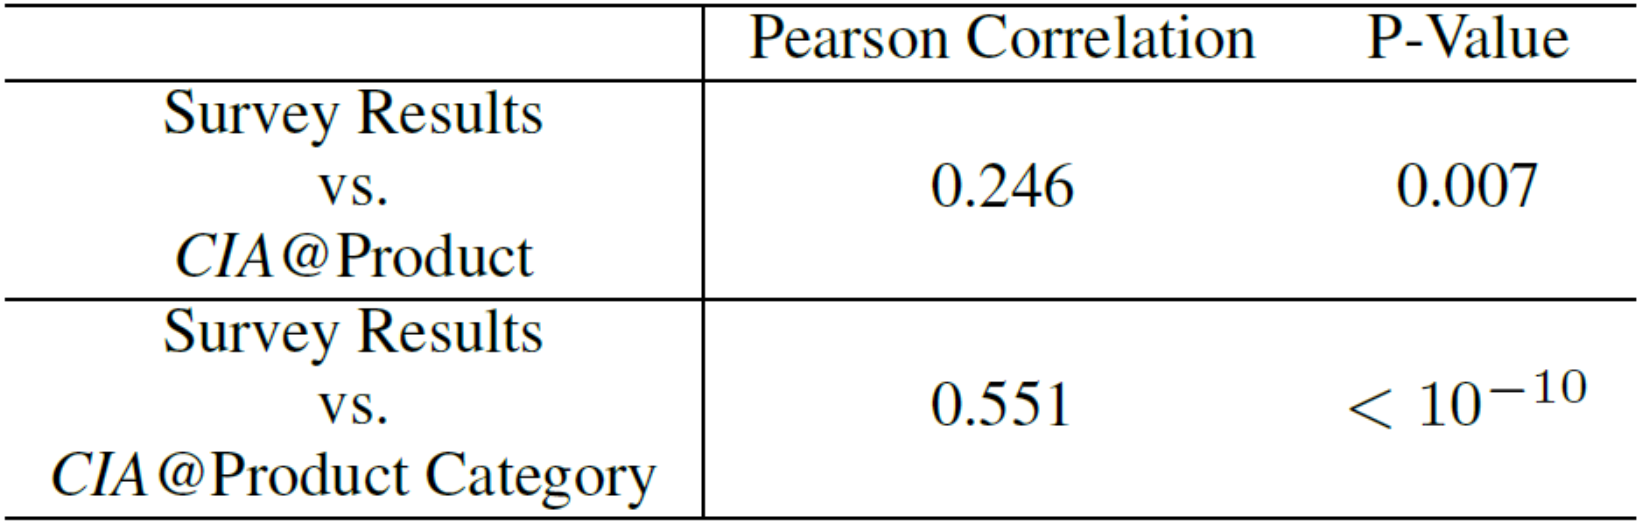 Pearson Correlation P-Value
Survey Results
vs.
CIA@Product
0.246 0.007
Survey Results
vs.
CIA@Product Category
0.551 < 10⁻¹⁰